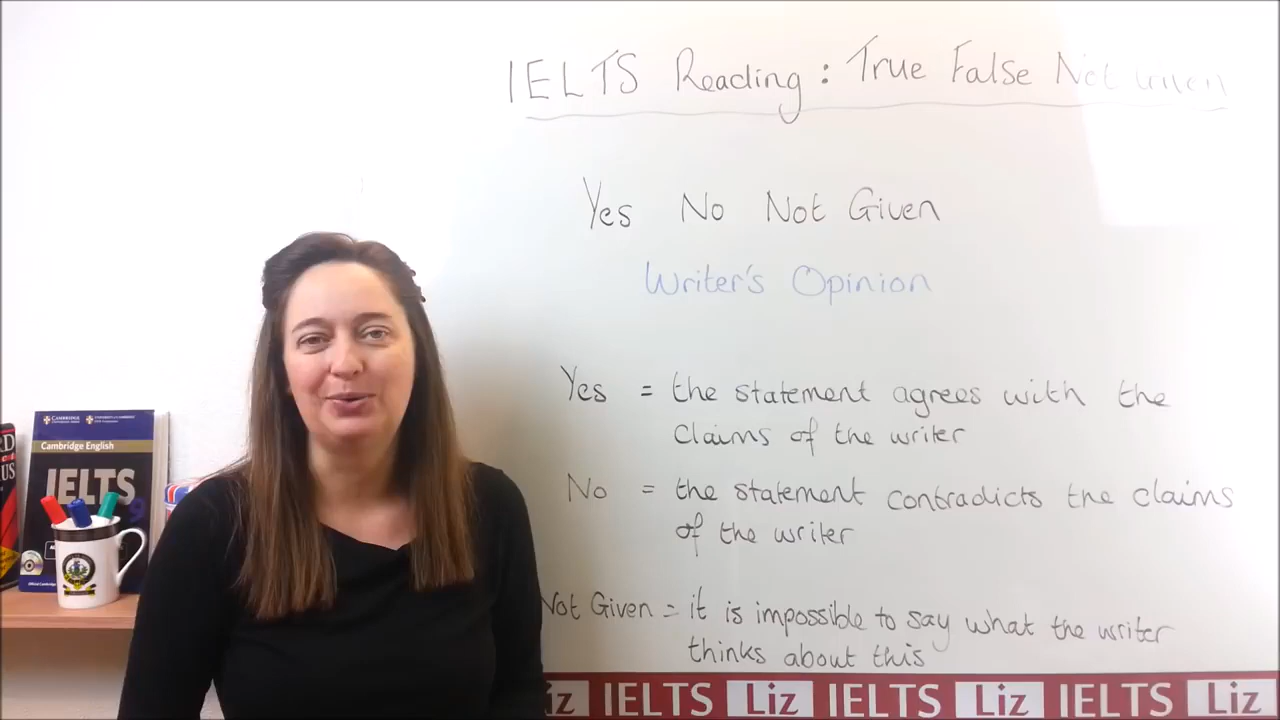 IELTS Reading : True False Not Given
Yes No Not Given
Writer's Opinion
Yes = the statement agrees with the
claims of the writer
No = the statement contradicts the claims
of the writer
Not Given = it is impossible to say what the writer
thinks about this
CAMBRIDGE
Cambridge English
IELTS
9
iz IELTS Liz IELTS Liz IELTS Liz